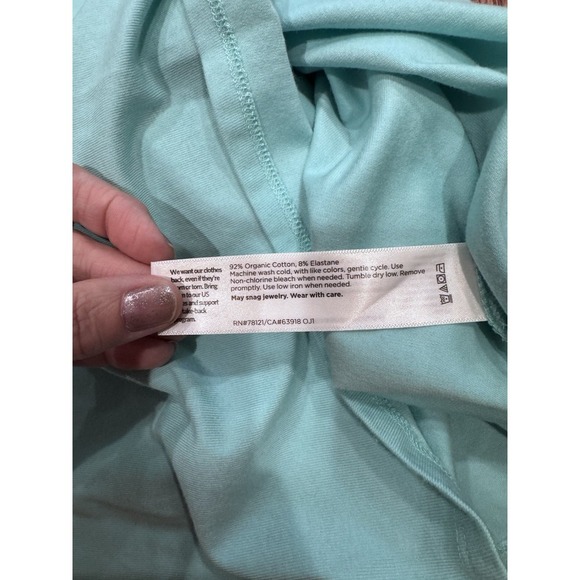 We want our clothes
back, even if they're
or torn. Bring
to our US
and support
take-back
92% Organic Cotton, 8% Elastane
Machine wash cold, with like colors, gentle cycle. Use
Non-chlorine bleach when needed. Tumble dry low. Remove
promptly. Use low iron when needed.
May snag jewelry. Wear with care.
RN#78121/CA#63918 OJ1